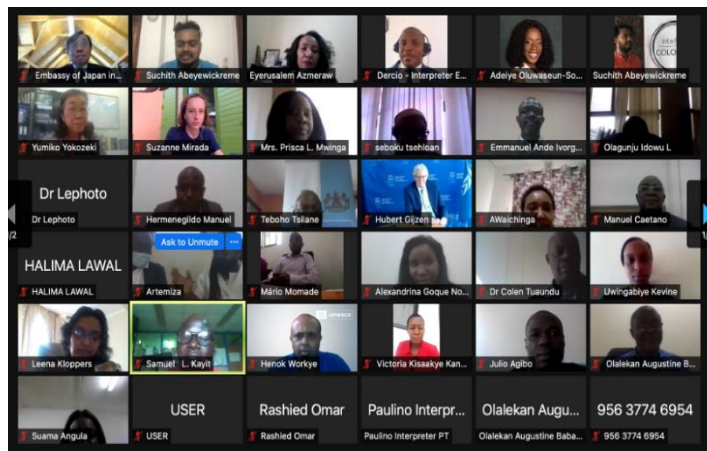 Embassy of Japan in...
Suchith Abeyewickreme
Eyerusalem Azmeraw
Dercio - Interpreter E...
Adeiye Oluwaseun-So...
Suchith Abeyewickreme
COLO
Yumiko Yokozeki
Suzanne Mirada
Mrs. Prisca L. Mwinga
seboku tsehloan
Emmanuel Ande Ivorg...
Olagunju Idowu L
Dr Lephoto
Dr Lephoto
Hermenegildo Manuel
Teboho Tsilane
Hubert Gijzen
AWaichinga
Manuel Caetano
/2
HALIMA LAWAL
HALIMA LAWAL
Ask to Unmute
...
Artemiza
Mário Momade
Alexandrina Goque No...
Dr Colen Tuaundu
Uwingabiye Kevine
Leena Kloppers
Samuel L. Kayit
unesco
Henok Workye
Victoria Kisaakye Kan...
Julio Agibo
Olalekan Augustine B...
Suama Angula
USER
USER
Rashied Omar
Rashied Omar
Paulino Interpr...
Paulino Interpreter PT
Olalekan Augu...
Olalekan Augustine Baba...
956 3774 6954
956 3774 6954